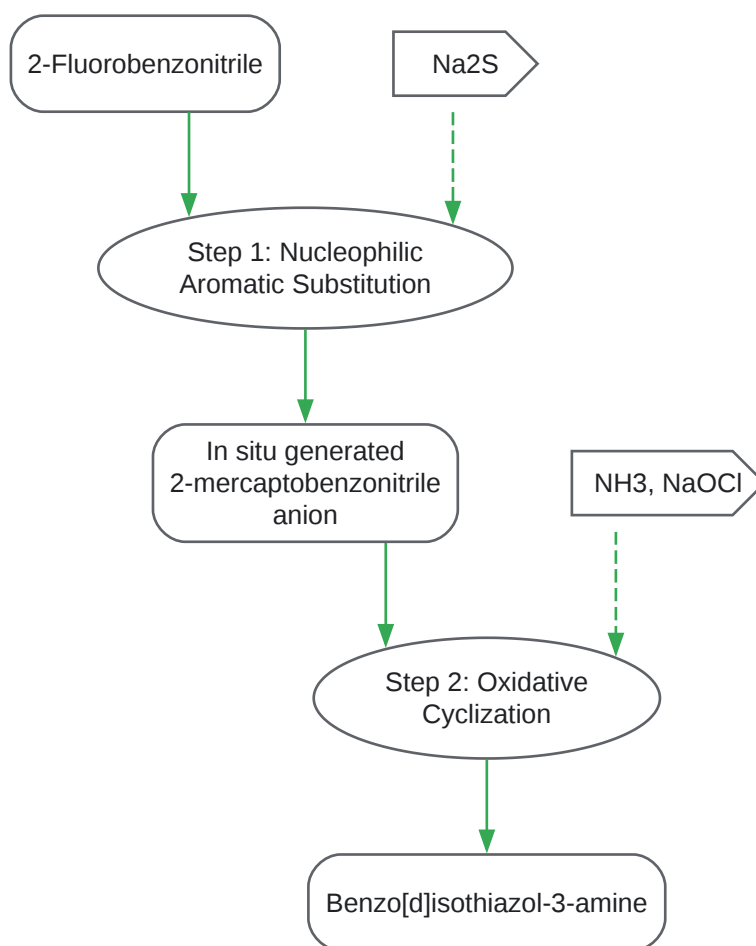 2-Fluorobenzonitrile
Na2S
Step 1: Nucleophilic
Aromatic Substitution
In situ generated
2-mercaptobenzonitrile
anion
NH3, NaOCl
Step 2: Oxidative
Cyclization
Benzo[d]isothiazol-3-amine